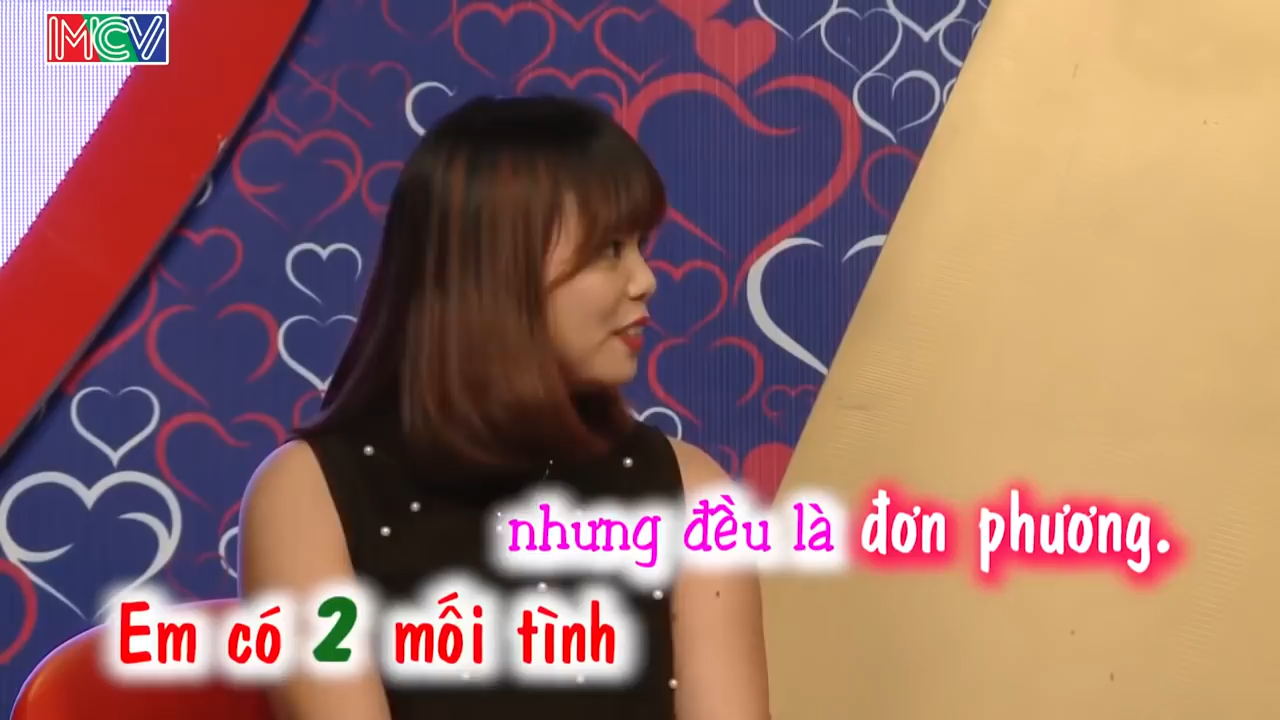 MCV
Em có 2 mối tình
nhưng đều là đơn phương.